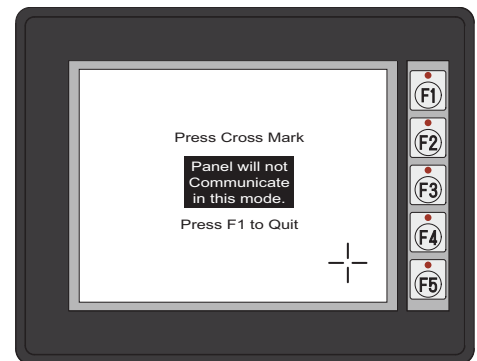 Press Cross Mark
Panel will not
Communicate
in this mode.
Press F1 to Quit
F1
F2
F3
F4
F5